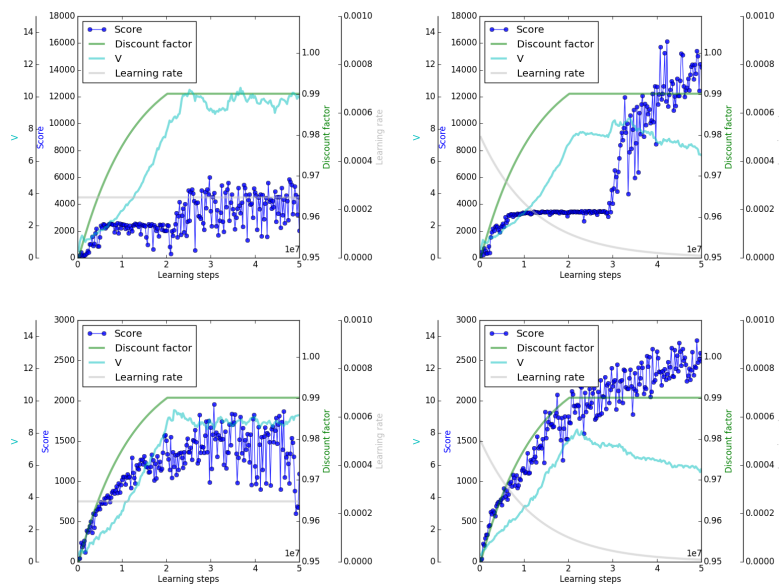 14
12
10
8
6
4
2
0
V
Score
18000
16000
14000
12000
10000
8000
6000
4000
2000
0
Score
Discount factor
V
Learning rate
0 1 2 3 4 5
1e7
Learning steps
1.00
0.99
0.98
0.97
0.96
0.95
Discount factor
0.0010
0.0008
0.0006
0.0004
0.0002
0.0000
Learning rate
14
12
10
8
6
4
2
0
V
Score
18000
16000
14000
12000
10000
8000
6000
4000
2000
0
Score
Discount factor
V
Learning rate
0 1 2 3 4 5
1e7
Learning steps
1.00
0.99
0.98
0.97
0.96
0.95
Discount factor
0.0010
0.0008
0.0006
0.0004
0.0002
0.0000
14
12
10
8
6
4
2
0
V
Score
3000
2500
2000
1500
1000
500
0
Score
Discount factor
V
Learning rate
0 1 2 3 4 5
1e7
Learning steps
1.00
0.99
0.98
0.97
0.96
0.95
Discount factor
0.0010
0.0008
0.0006
0.0004
0.0002
0.0000
Learning rate
14
12
10
8
6
4
2
0
V
Score
3000
2500
2000
1500
1000
500
0
Score
Discount factor
V
Learning rate
0 1 2 3 4 5
1e7
Learning steps
1.00
0.99
0.98
0.97
0.96
0.95
Discount factor
0.0010
0.0008
0.0006
0.0004
0.0002
0.0000